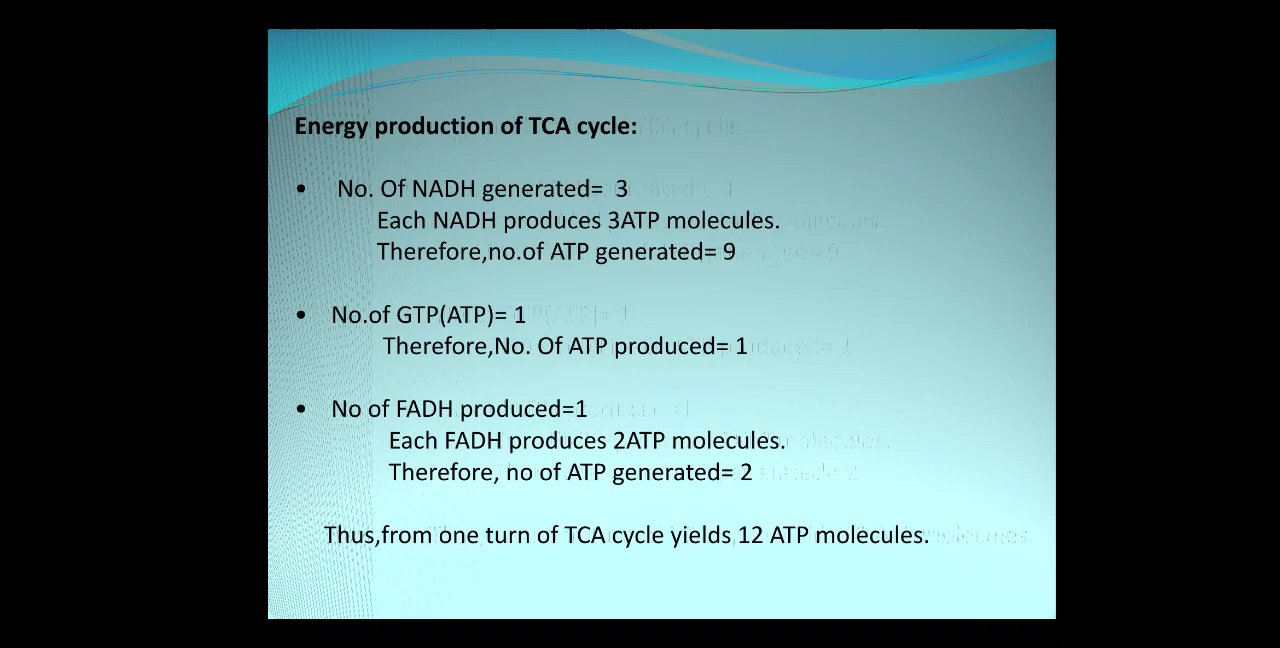 Energy production of TCA cycle:
• No. Of NADH generated= 3
Each NADH produces 3ATP molecules.
Therefore,no.of ATP generated= 9
• No.of GTP(ATP)= 1
Therefore,No. Of ATP produced= 1
• No of FADH produced=1
Each FADH produces 2ATP molecules.
Therefore, no of ATP generated= 2
Thus,from one turn of TCA cycle yields 12 ATP molecules.